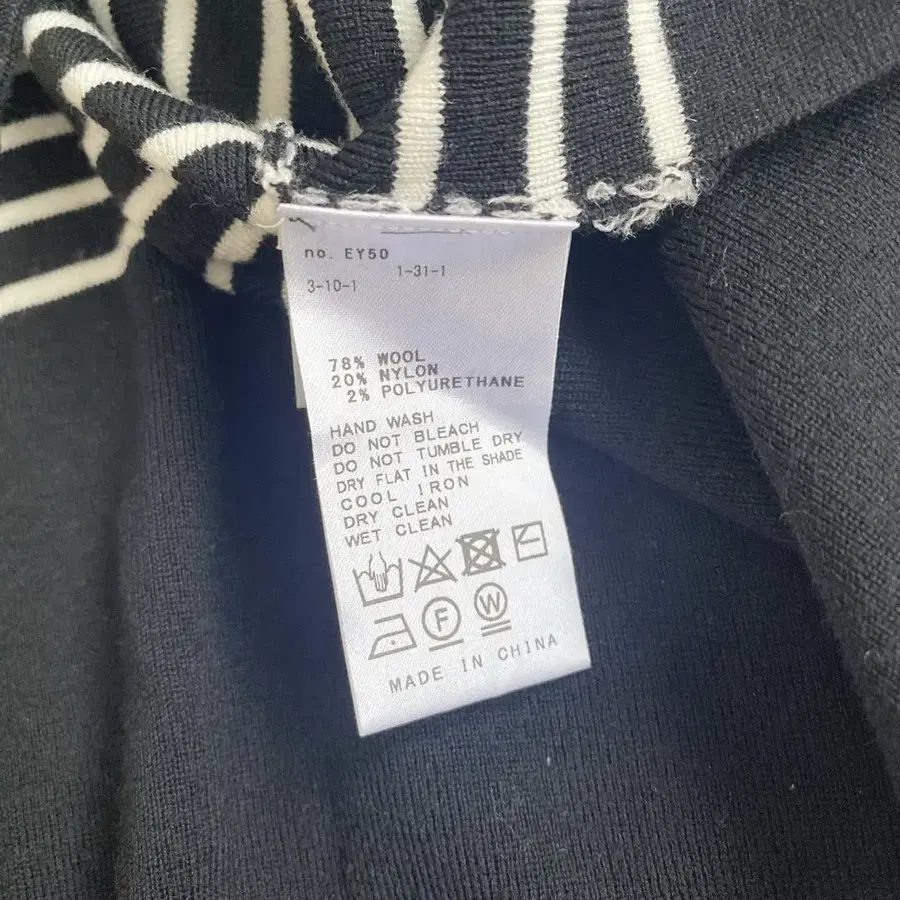 no. EY50
1-31-1
3-10-1
78% WOOL
20% NYLON
2% POLYURETHANE
HAND WASH
DO NOT BLEACH
DO NOT TUMBLE DRY
DRY FLAT IN THE SHADE
COOL IRON
DRY CLEAN
WET CLEAN
F W
MADE IN CHINA